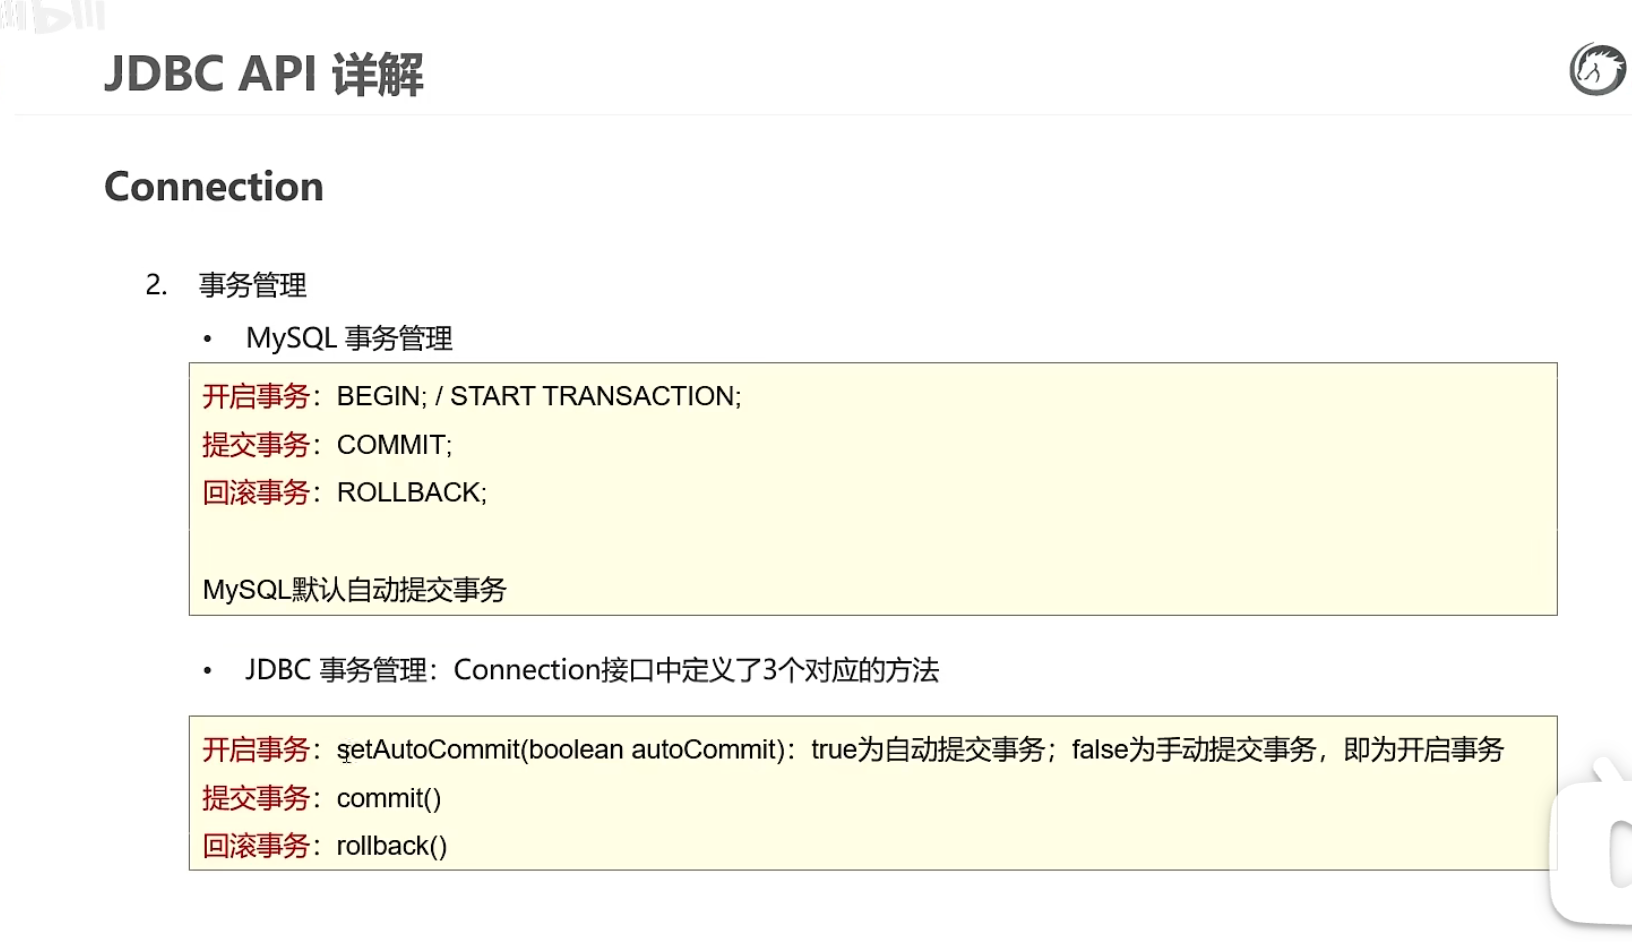 JDBC API 详解
Connection
2. 事务管理
• MySQL 事务管理
开启事务：BEGIN; / START TRANSACTION;
提交事务：COMMIT;
回滚事务：ROLLBACK;
MySQL默认自动提交事务
• JDBC 事务管理：Connection接口中定义了3个对应的方法
开启事务：setAutoCommit(boolean autoCommit)：true为自动提交事务；false为手动提交事务，即为开启事务
提交事务：commit()
回滚事务：rollback()